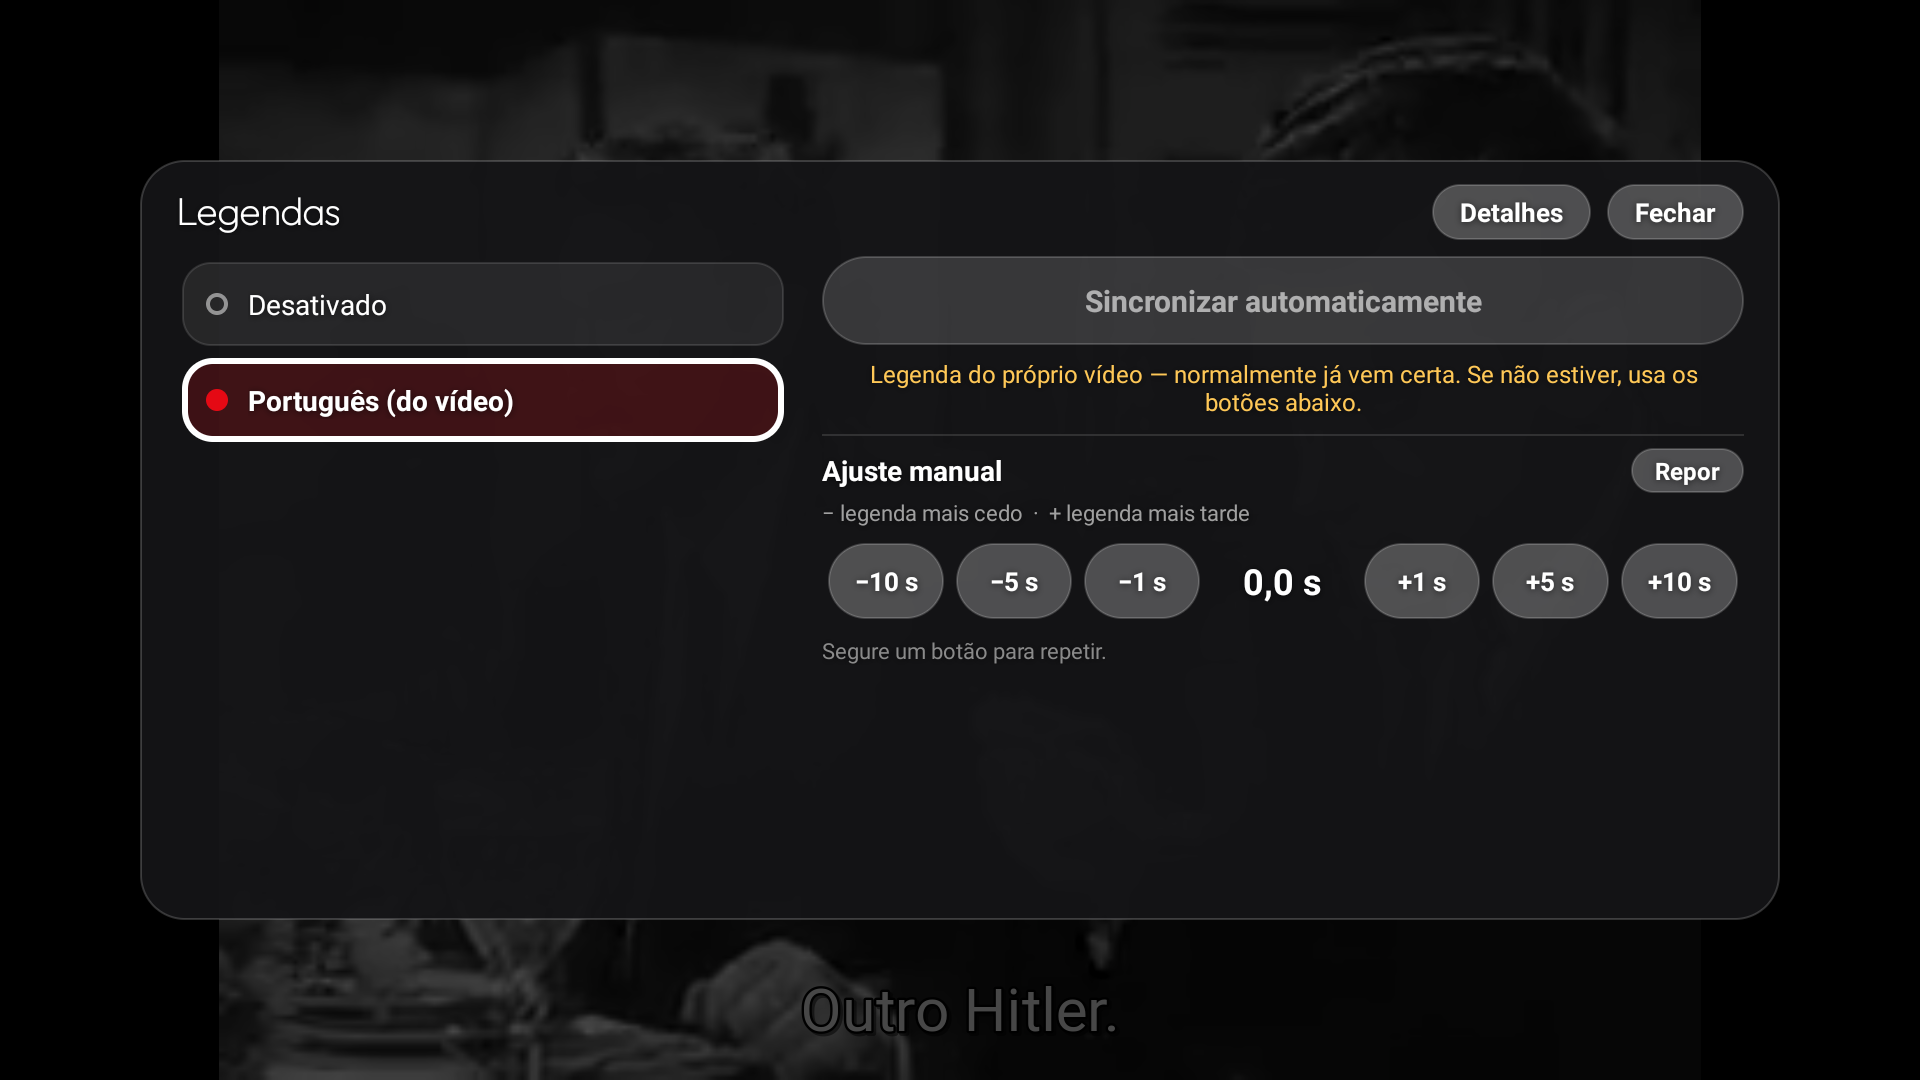 Legendas
Detalhes
Fechar
Desativado
Português (do vídeo)
Sincronizar automaticamente
Legenda do próprio vídeo — normalmente já vem certa. Se não estiver, usa os
botões abaixo.
Ajuste manual
Repor
− legenda mais cedo · + legenda mais tarde
−10 s
−5 s
−1 s
0,0 s
+1 s
+5 s
+10 s
Segure um botão para repetir.
Outro Hitler.